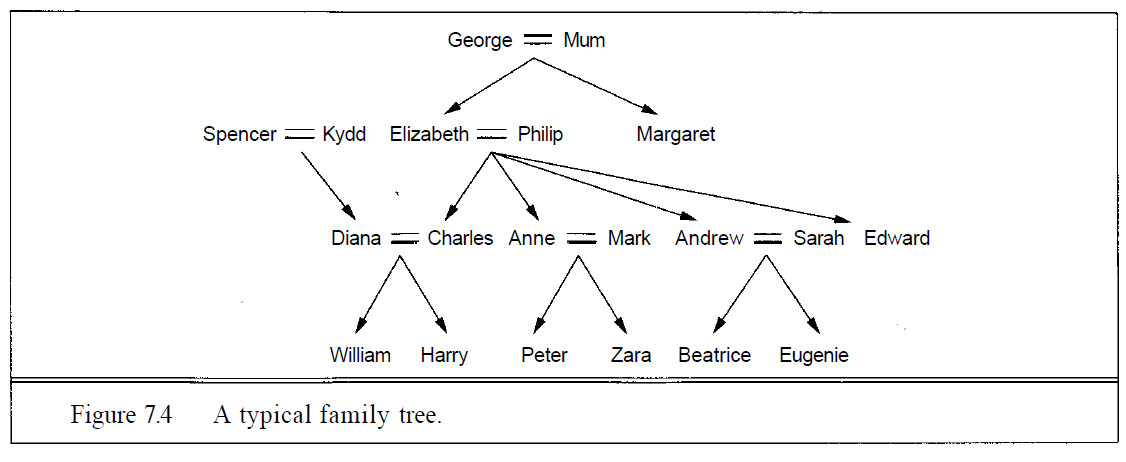 George Mum
Spencer Kydd Elizabeth Philip Margaret
Diana Charles Anne Mark Andrew Sarah Edward
William Harry Peter Zara Beatrice Eugenie
Figure 7.4 A typical family tree.